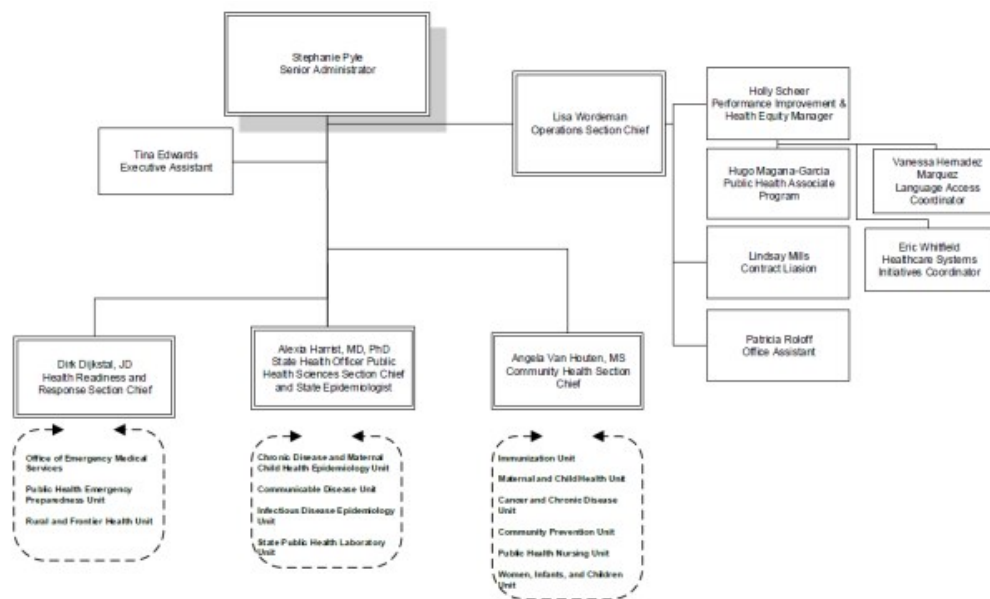 Stephanie Pyle
Senior Administrator
Lisa Wordeman
Operations Section Chief
Holly Scheer
Performance Improvement &
Health Equity Manager
Tina Edwards
Executive Assistant
Hugo Magana-Garcia
Public Health Associate
Program
Vanessa Hernadez
Marquez
Language Access
Coordinator
Lindsay Mills
Contract Liasion
Eric Whitfield
Healthcare Systems
Initiatives Coordinator
Patricia Roloff
Office Assistant
Dirk Dijkstal, JD
Health Readiness and
Response Section Chief
Alexia Harrist, MD, PhD
State Health Officer Public
Health Sciences Section Chief
and State Epidemiologist
Angela Van Houten, MS
Community Health Section
Chief
Office of Emergency Medical
Services
Public Health Emergency
Preparedness Unit
Rural and Frontier Health Unit
Chronic Disease and Maternal
Child Health Epidemiology Unit
Communicable Disease Unit
Infectious Disease Epidemiology
Unit
State Public Health Laboratory
Unit
Immunization Unit
Maternal and Child Health Unit
Cancer and Chronic Disease
Unit
Community Prevention Unit
Public Health Nursing Unit
Women, Infants, and Children
Unit